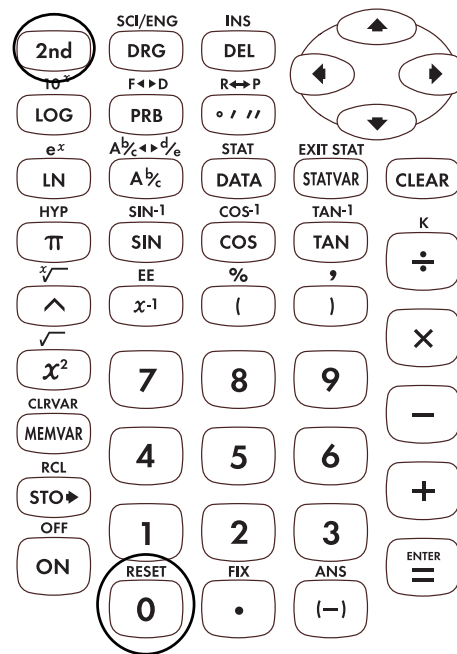 SCI/ENG INS
2nd DRG DEL
10ˣ F◄►D R↔P
LOG PRB ° ′ ″
eˣ Ab/c◄►d/e STAT EXIT STAT
LN Ab/c DATA STATVAR CLEAR
HYP SIN-1 COS-1 TAN-1 K
π SIN COS TAN ÷
ˣ√ EE % ,
^ x-1 ( ) ×
√
x² 7 8 9 −
CLRVAR
MEMVAR 4 5 6
RCL
STO► +
OFF 1 2 3
ON RESET FIX ANS ENTER
0 . (−) =